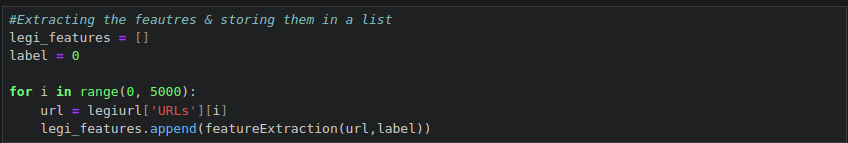 #Extracting the feautres & storing them in a list
legi_features = []
label = 0
for i in range(0, 5000):
    url = legiurl['URLs'][i]
    legi_features.append(featureExtraction(url,label))